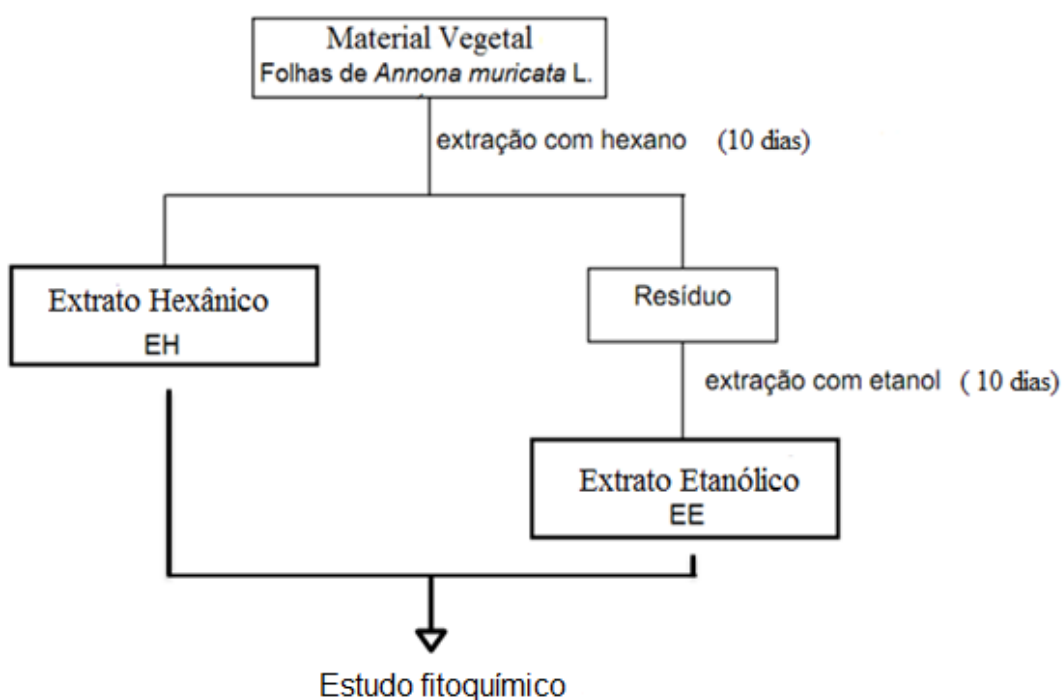 Material Vegetal
Folhas de Annona muricata L.
extração com hexano (10 dias)
Extrato Hexânico
EH
Resíduo
extração com etanol ( 10 dias)
Extrato Etanólico
EE
Estudo fitoquímico